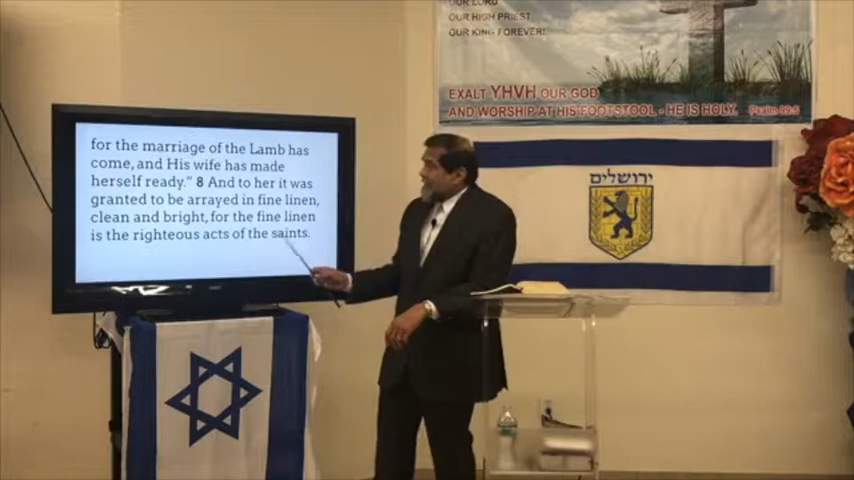 OUR LORD
OUR HIGH PRIEST
OUR KING FOREVER!
EXALT YHVH OUR GOD
AND WORSHIP AT HIS FOOTSTOOL - HE IS HOLY. Psalm 99:5
for the marriage of the Lamb has
come, and His wife has made
herself ready.” 8 And to her it was
granted to be arrayed in fine linen,
clean and bright, for the fine linen
is the righteous acts of the saints.
ירושלים